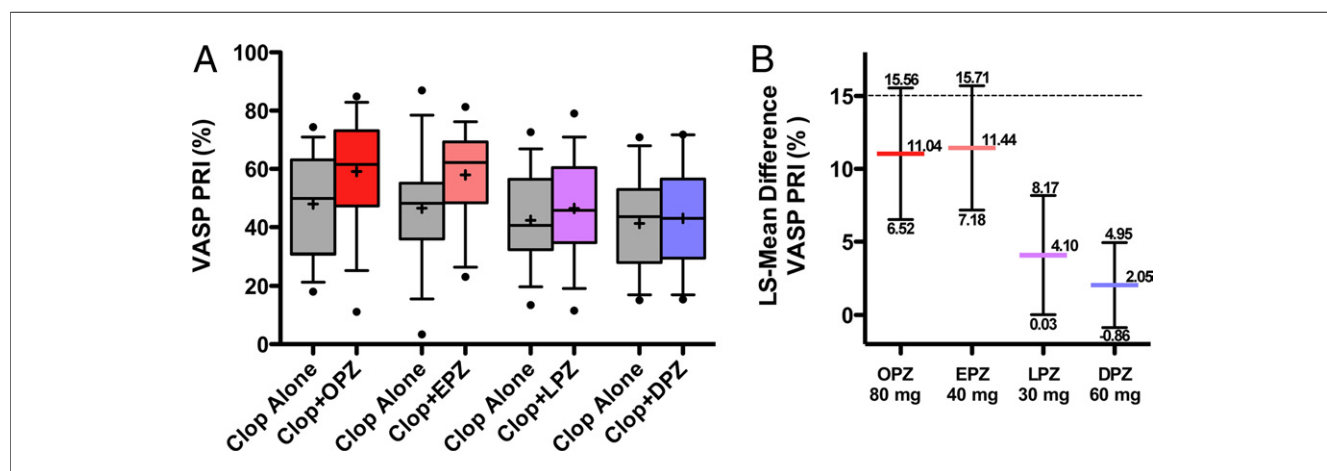 A
VASP PRI (%)
100
80
60
40
20
0
Clop Alone
Clop+OPZ
Clop Alone
Clop+EPZ
Clop Alone
Clop+LPZ
Clop Alone
Clop+DPZ
B
LS-Mean Difference
VASP PRI (%)
15
10
5
0
15.56
11.04
6.52
15.71
11.44
7.18
8.17
4.10
0.03
4.95
2.05
-0.86
OPZ EPZ LPZ DPZ
80 mg 40 mg 30 mg 60 mg